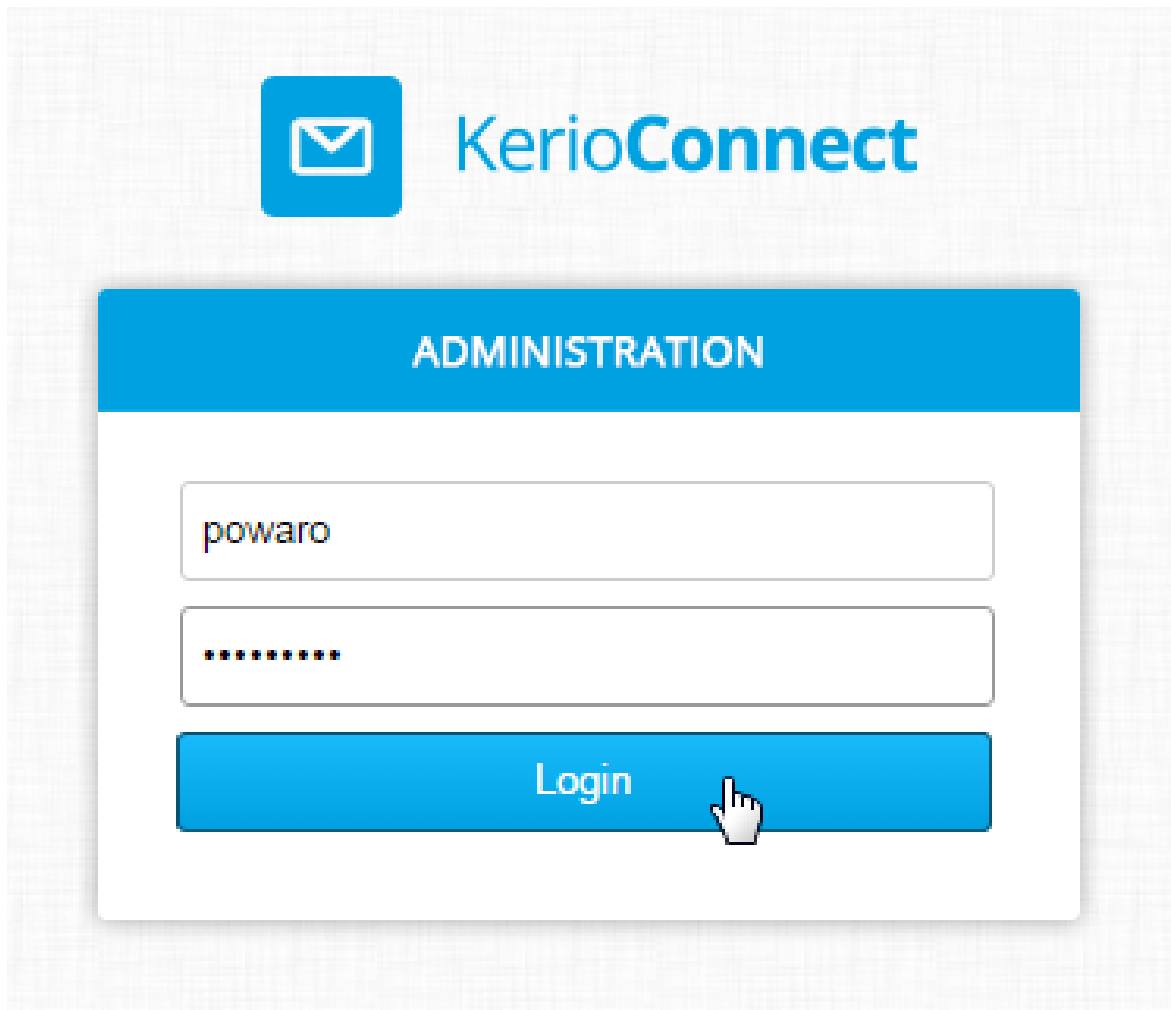 KerioConnect
ADMINISTRATION
powaro
•••••••••
Login